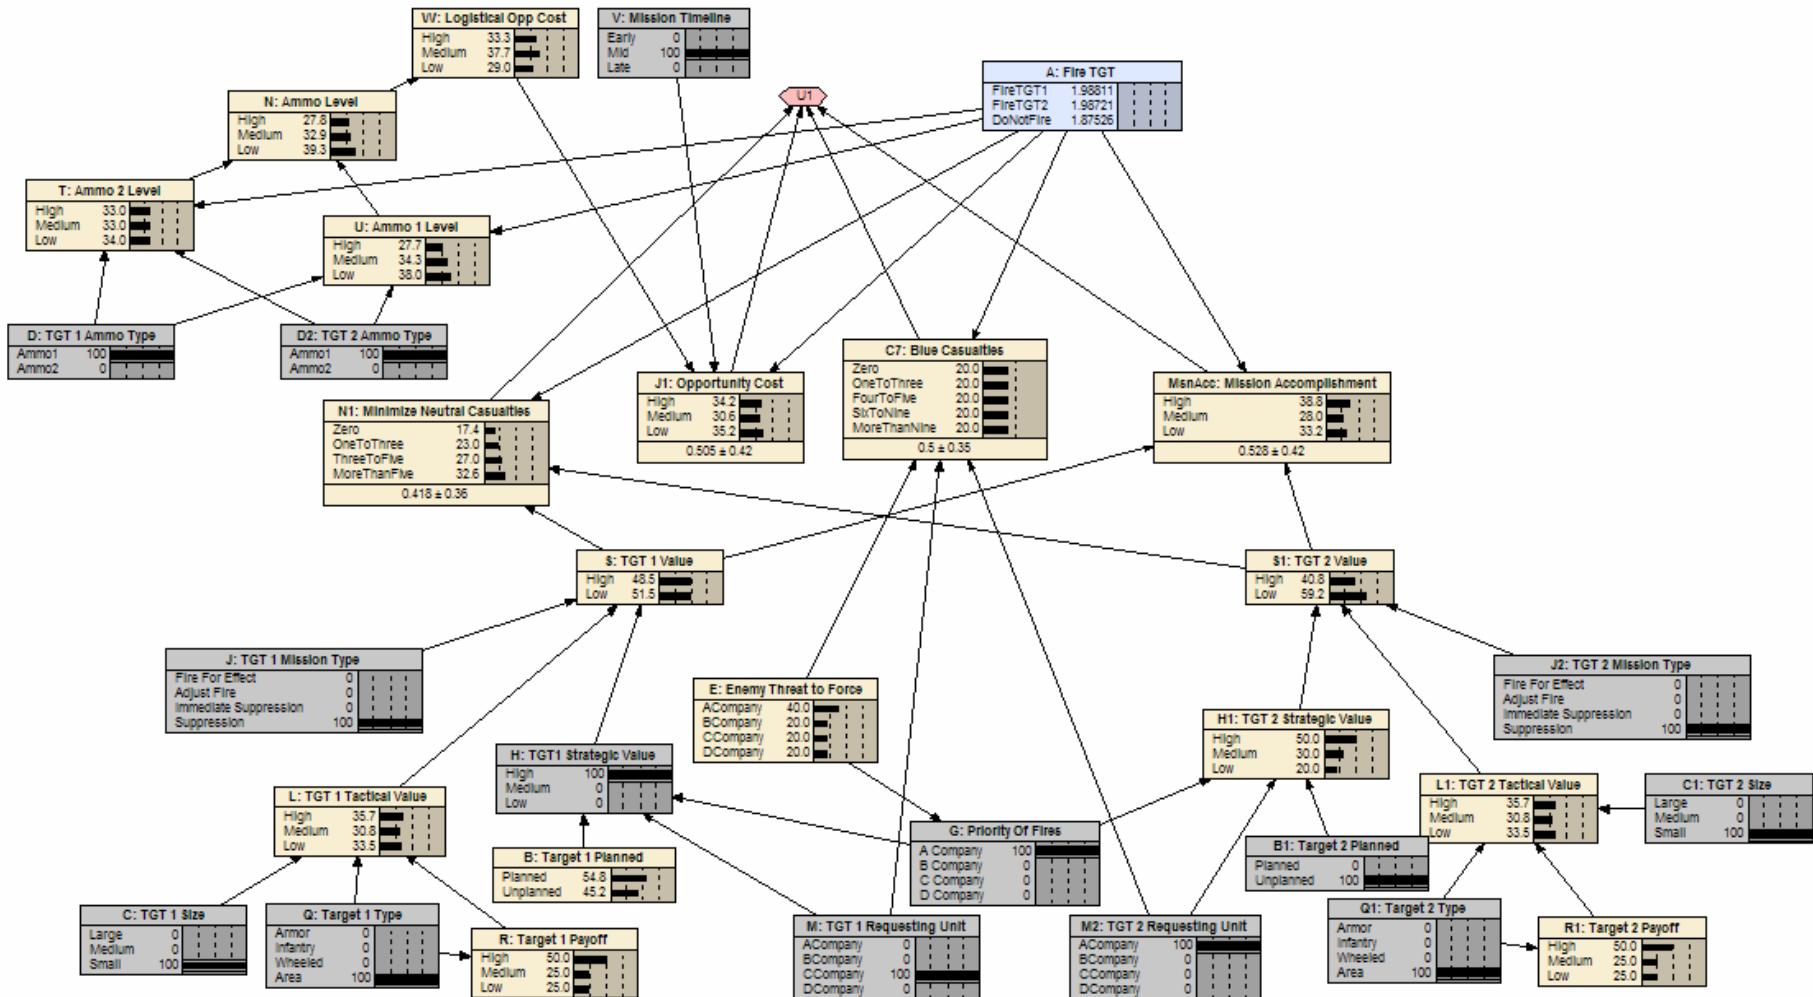 W: Logistical Opp Cost
High 33.3
Medium 37.7
Low 29.0
V: Mission Timeline
Early 0
Mid 100
Late 0
A: Fire TGT
FireTGT1 1.98811
FireTGT2 1.98721
DoNotFire 1.87526
U1
N: Ammo Level
High 27.8
Medium 32.9
Low 39.3
T: Ammo 2 Level
High 33.0
Medium 33.0
Low 34.0
U: Ammo 1 Level
High 27.7
Medium 34.3
Low 38.0
D: TGT 1 Ammo Type
Ammo1 100
Ammo2 0
D2: TGT 2 Ammo Type
Ammo1 100
Ammo2 0
N1: Minimize Neutral Casualties
Zero 17.4
OneToThree 23.0
ThreeToFive 27.0
MoreThanFive 32.6
0.418 ± 0.36
J1: Opportunity Cost
High 34.2
Medium 30.6
Low 35.2
0.505 ± 0.42
C7: Blue Casualties
Zero 20.0
OneToThree 20.0
FourToFive 20.0
SixToNine 20.0
MoreThanNine 20.0
0.5 ± 0.35
MsnAcc: Mission Accomplishment
High 38.8
Medium 28.0
Low 33.2
0.528 ± 0.42
S: TGT 1 Value
High 48.5
Low 51.5
S1: TGT 2 Value
High 40.8
Low 59.2
J: TGT 1 Mission Type
Fire For Effect 0
Adjust Fire 0
Immediate Suppression 0
Suppression 100
E: Enemy Threat to Force
ACompany 40.0
BCompany 20.0
CCompany 20.0
DCompany 20.0
J2: TGT 2 Mission Type
Fire For Effect 0
Adjust Fire 0
Immediate Suppression 0
Suppression 100
H1: TGT 2 Strategic Value
High 50.0
Medium 30.0
Low 20.0
H: TGT1 Strategic Value
High 100
Medium 0
Low 0
L: TGT 1 Tactical Value
High 35.7
Medium 30.8
Low 33.5
L1: TGT 2 Tactical Value
High 35.7
Medium 30.8
Low 33.5
C1: TGT 2 Size
Large 0
Medium 0
Small 100
G: Priority Of Fires
A Company 100
B Company 0
C Company 0
D Company 0
B: Target 1 Planned
Planned 54.8
Unplanned 45.2
B1: Target 2 Planned
Planned 0
Unplanned 100
C: TGT 1 Size
Large 0
Medium 0
Small 100
Q: Target 1 Type
Armor 0
Infantry 0
Wheeled 0
Area 100
R: Target 1 Payoff
High 50.0
Medium 25.0
Low 25.0
M: TGT 1 Requesting Unit
ACompany 0
BCompany 0
CCompany 100
DCompany 0
M2: TGT 2 Requesting Unit
ACompany 100
BCompany 0
CCompany 0
DCompany 0
Q1: Target 2 Type
Armor 0
Infantry 0
Wheeled 0
Area 100
R1: Target 2 Payoff
High 50.0
Medium 25.0
Low 25.0